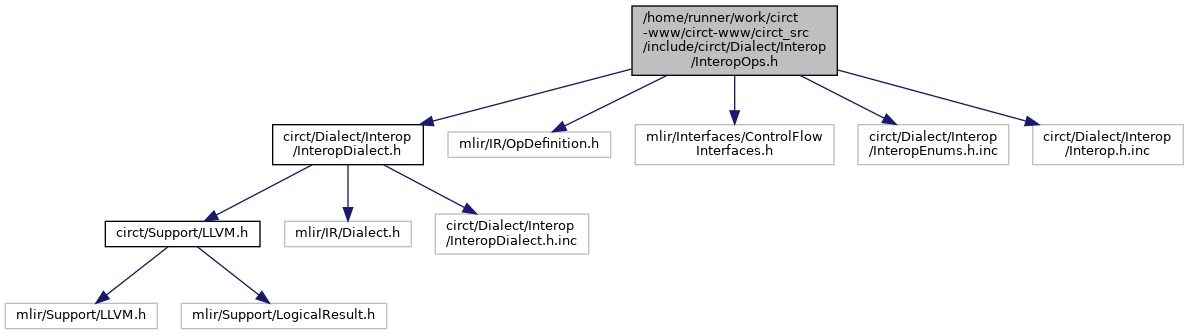 /home/runner/work/circt
-www/circt-www/circt_src
/include/circt/Dialect/Interop
/InteropOps.h
circt/Dialect/Interop
/InteropDialect.h
mlir/IR/OpDefinition.h
mlir/Interfaces/ControlFlow
Interfaces.h
circt/Dialect/Interop
/InteropEnums.h.inc
circt/Dialect/Interop
/Interop.h.inc
circt/Support/LLVM.h
mlir/IR/Dialect.h
circt/Dialect/Interop
/InteropDialect.h.inc
mlir/Support/LLVM.h
mlir/Support/LogicalResult.h